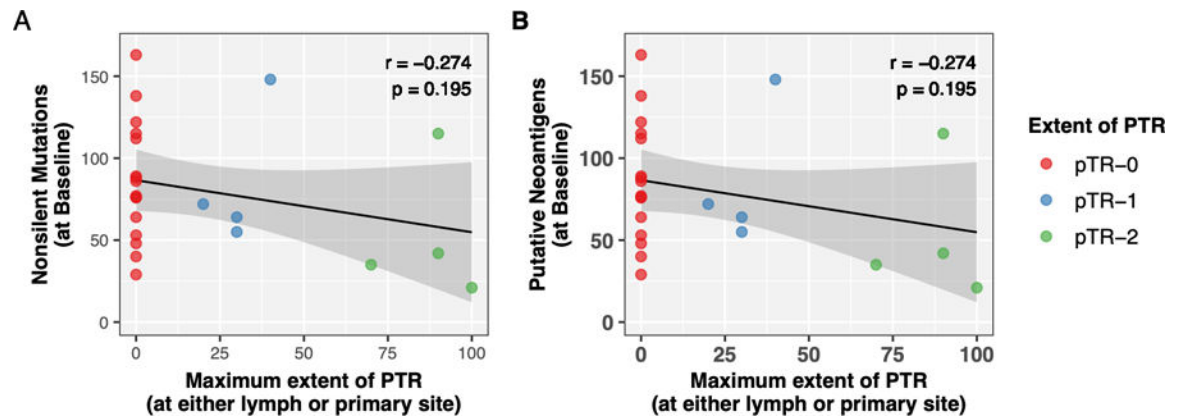 A
Nonsilent Mutations
(at Baseline)
150
100
50
0
r = −0.274
p = 0.195
0
25
50
75
100
Maximum extent of PTR
(at either lymph or primary site)
B
Putative Neoantigens
(at Baseline)
150
100
50
0
r = −0.274
p = 0.195
0
25
50
75
100
Maximum extent of PTR
(at either lymph or primary site)
Extent of PTR
pTR−0
pTR−1
pTR−2